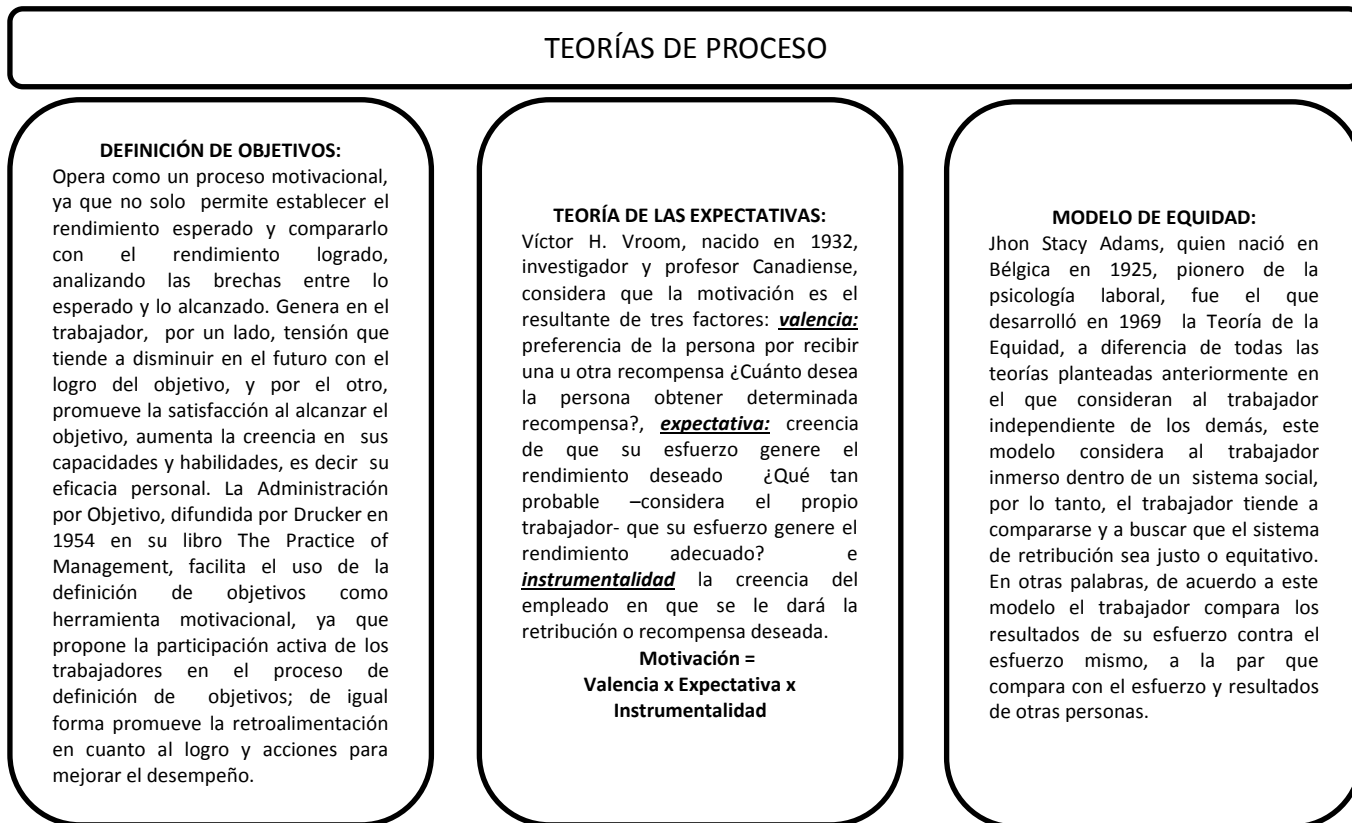 TEORÍAS DE PROCESO
DEFINICIÓN DE OBJETIVOS:
Opera como un proceso motivacional,
ya que no solo permite establecer el
rendimiento esperado y compararlo
con el rendimiento logrado,
analizando las brechas entre lo
esperado y lo alcanzado. Genera en el
trabajador, por un lado, tensión que
tiende a disminuir en el futuro con el
logro del objetivo, y por el otro,
promueve la satisfacción al alcanzar el
objetivo, aumenta la creencia en sus
capacidades y habilidades, es decir su
eficacia personal. La Administración
por Objetivo, difundida por Drucker en
1954 en su libro The Practice of
Management, facilita el uso de la
definición de objetivos como
herramienta motivacional, ya que
propone la participación activa de los
trabajadores en el proceso de
definición de objetivos; de igual
forma promueve la retroalimentación
en cuanto al logro y acciones para
mejorar el desempeño.
TEORÍA DE LAS EXPECTATIVAS:
Víctor H. Vroom, nacido en 1932,
investigador y profesor Canadiense,
considera que la motivación es el
resultante de tres factores: valencia:
preferencia de la persona por recibir
una u otra recompensa ¿Cuánto desea
la persona obtener determinada
recompensa?, expectativa: creencia
de que su esfuerzo genere el
rendimiento deseado ¿Qué tan
probable –considera el propio
trabajador- que su esfuerzo genere el
rendimiento adecuado? e
instrumentalidad la creencia del
empleado en que se le dará la
retribución o recompensa deseada.
Motivación =
Valencia x Expectativa x
Instrumentalidad
MODELO DE EQUIDAD:
Jhon Stacy Adams, quien nació en
Bélgica en 1925, pionero de la
psicología laboral, fue el que
desarrolló en 1969 la Teoría de la
Equidad, a diferencia de todas las
teorías planteadas anteriormente en
el que consideran al trabajador
independiente de los demás, este
modelo considera al trabajador
inmerso dentro de un sistema social,
por lo tanto, el trabajador tiende a
compararse y a buscar que el sistema
de retribución sea justo o equitativo.
En otras palabras, de acuerdo a este
modelo el trabajador compara los
resultados de su esfuerzo contra el
esfuerzo mismo, a la par que
compara con el esfuerzo y resultados
de otras personas.